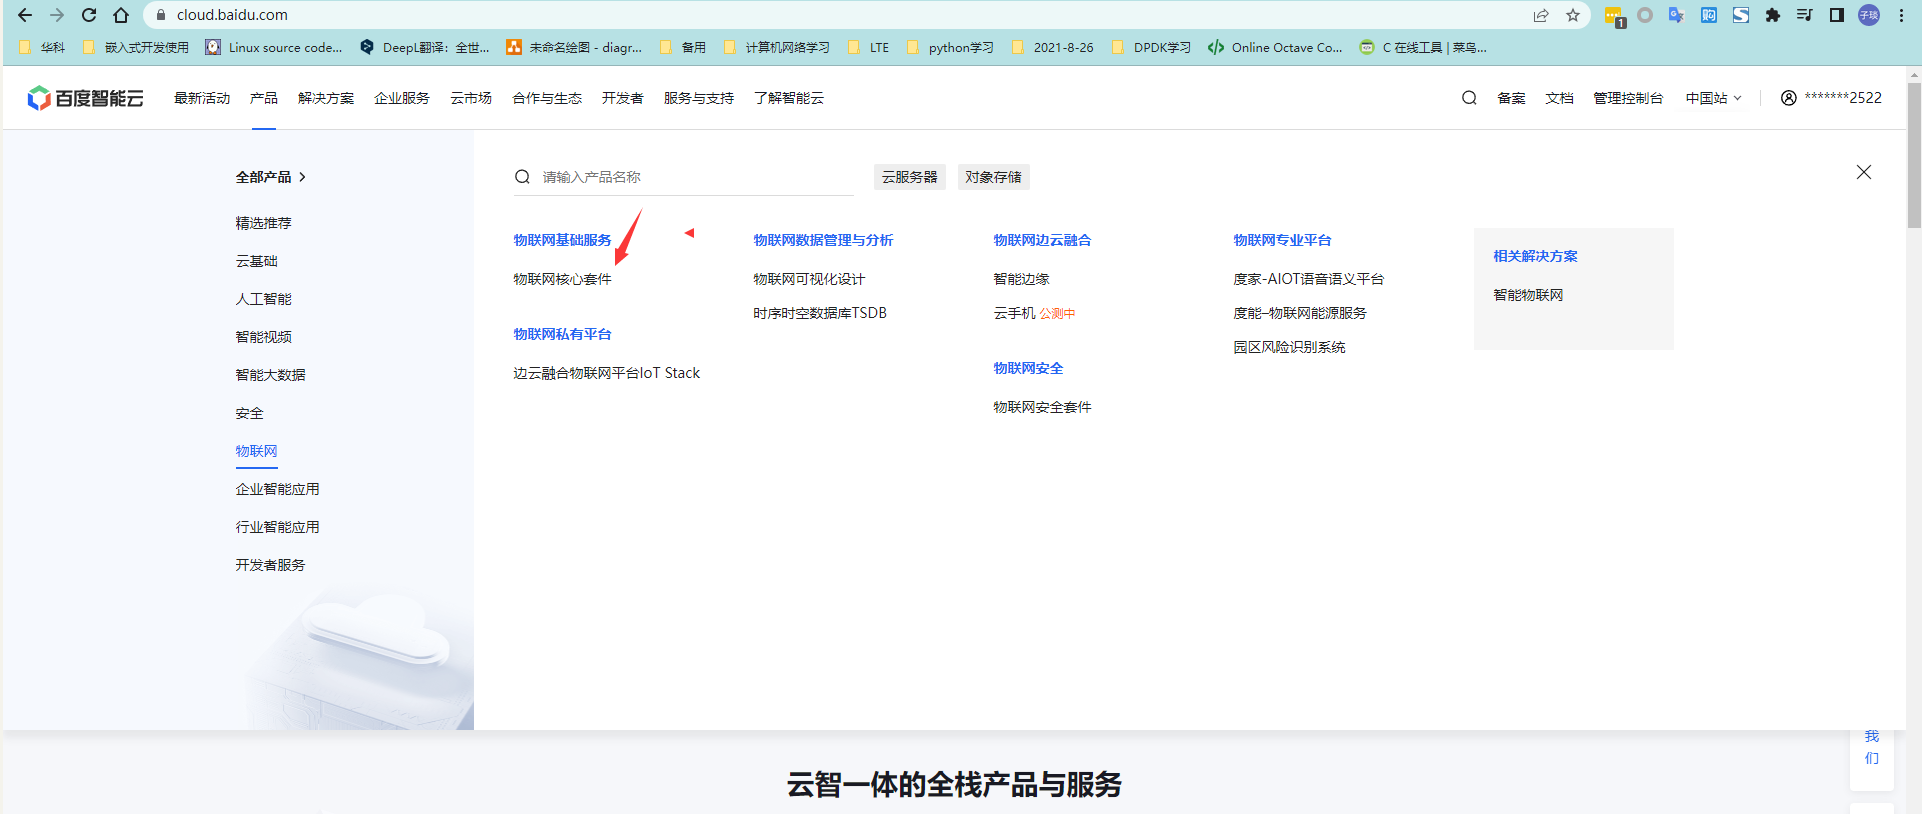 cloud.baidu.com
1
子琰
华科 嵌入式开发使用 Linux source code... DeepL翻译：全世... 未命名绘图 - diagr... 备用 计算机网络学习 LTE python学习 2021-8-26 DPDK学习 Online Octave Co... C 在线工具 | 菜鸟...
百度智能云 最新活动 产品 解决方案 企业服务 云市场 合作与生态 开发者 服务与支持 了解智能云 备案 文档 管理控制台 中国站 *******2522
全部产品
请输入产品名称 云服务器 对象存储
精选推荐
云基础
人工智能
智能视频
智能大数据
安全
物联网
企业智能应用
行业智能应用
开发者服务
物联网基础服务
物联网核心套件
物联网私有平台
边云融合物联网平台IoT Stack
物联网数据管理与分析
物联网可视化设计
时序时空数据库TSDB
物联网边云融合
智能边缘
云手机 公测中
物联网安全
物联网安全套件
物联网专业平台
度家-AIOT语音语义平台
度能-物联网能源服务
园区风险识别系统
相关解决方案
智能物联网
我
们
云智一体的全栈产品与服务